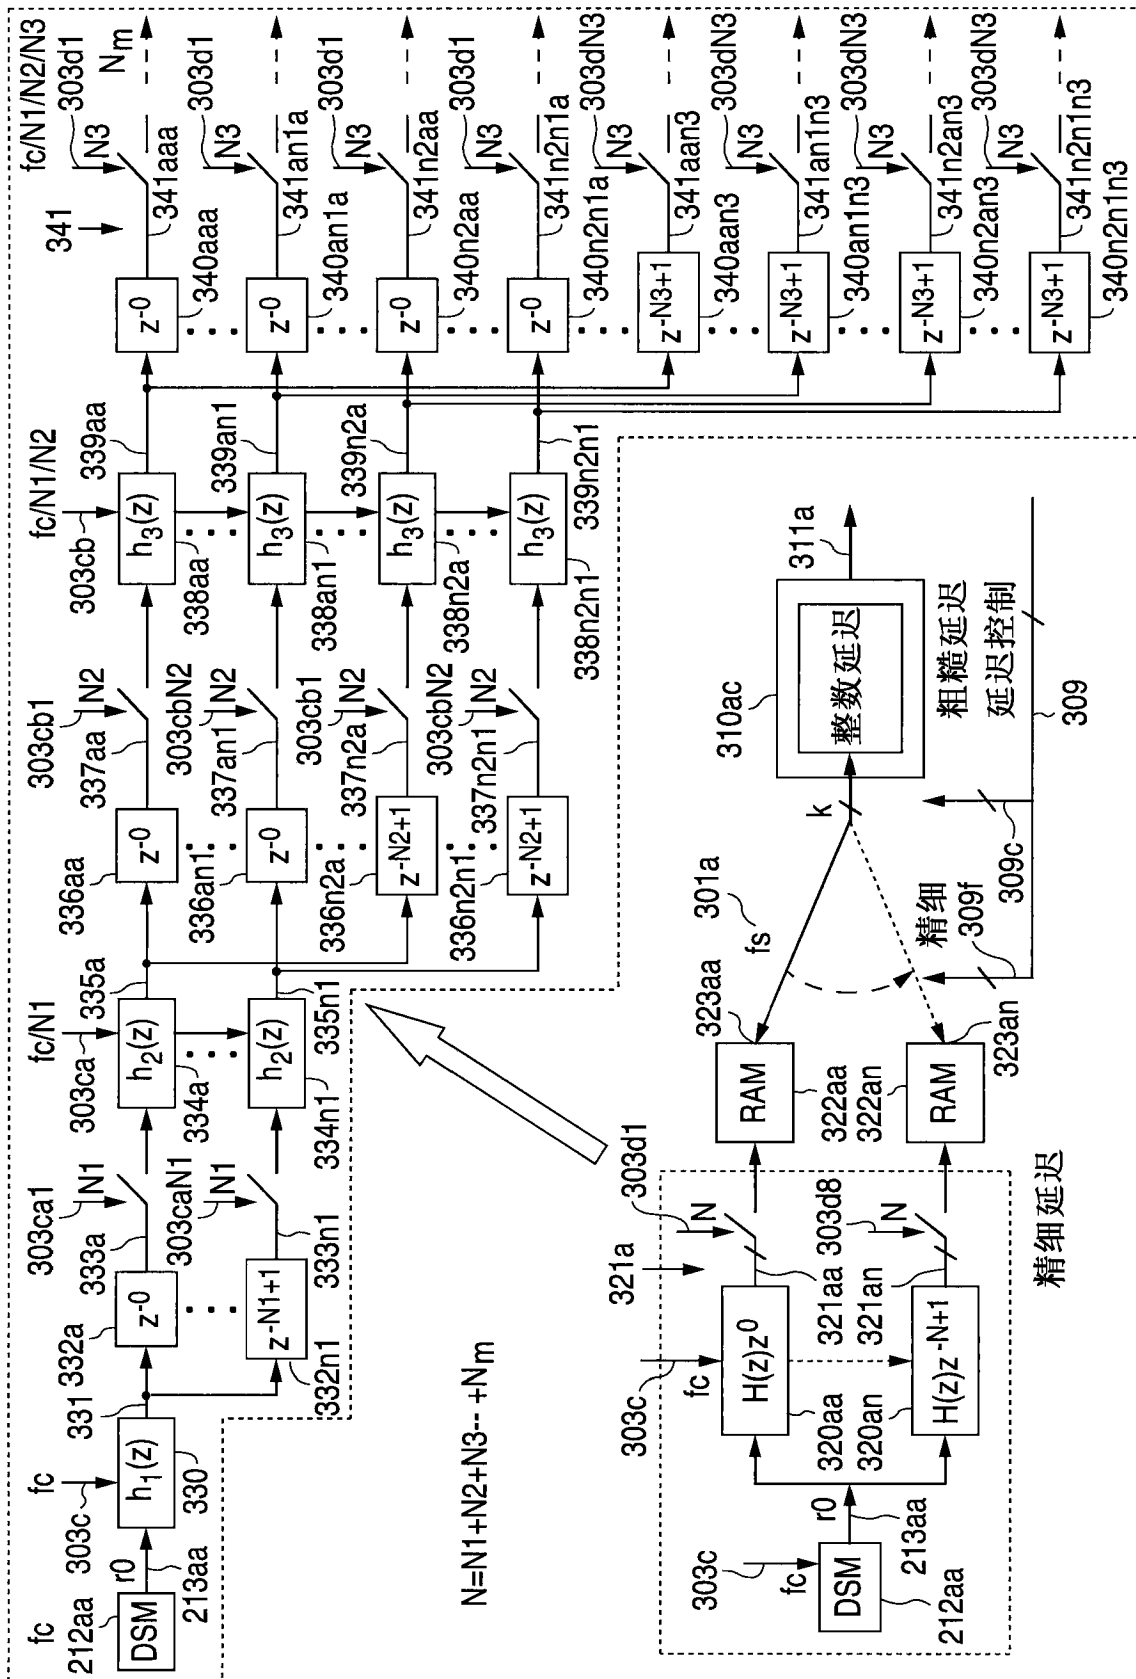 fc
212aa
DSM
r0
213aa
fc
303c
h1(z)
330
331
332a
z-0
333a
303ca1
N1
z-N1+1
332n1
333n1
303caN1
N1
fc/N1
303ca
h2(z)
334a
335a
h2(z)
334n1
335n1
336aa
z-0
337aa
303cb1
N2
336an1
z-0
337an1
303cbN2
N2
336n2a
z-N2+1
337n2a
303cb1
N2
336n2n1
z-N2+1
337n2n1
303cbN2
N2
fc/N1/N2
303cb
h3(z)
338aa
339aa
h3(z)
338an1
339an1
h3(z)
338n2a
339n2a
h3(z)
338n2n1
339n2n1
341
fc/N1/N2/N3
Nm
z-0
340aaa
341aaa
N3
303d1
z-0
340an1a
341an1a
N3
303d1
z-0
340n2aa
341n2aa
N3
303d1
z-0
340n2n1a
341n2n1a
N3
303d1
z-N3+1
340aan3
341aan3
N3
303dN3
z-N3+1
340an1n3
341an1n3
N3
303dN3
z-N3+1
340n2an3
341n2an3
N3
303dN3
z-N3+1
340n2n1n3
341n2n1n3
N3
303dN3
N=N1+N2+N3-- +Nm
303c
fc
DSM
212aa
r0
213aa
303c
fc
H(z)z0
320aa
320an
H(z)z-N+1
321a
321aa
321an
303d1
N
303d8
N
精细延迟
RAM
322aa
322an
RAM
323aa
323an
fs
301a
精细
309f
309c
309
k
310ac
整数延迟
311a
粗糙延迟
延迟控制